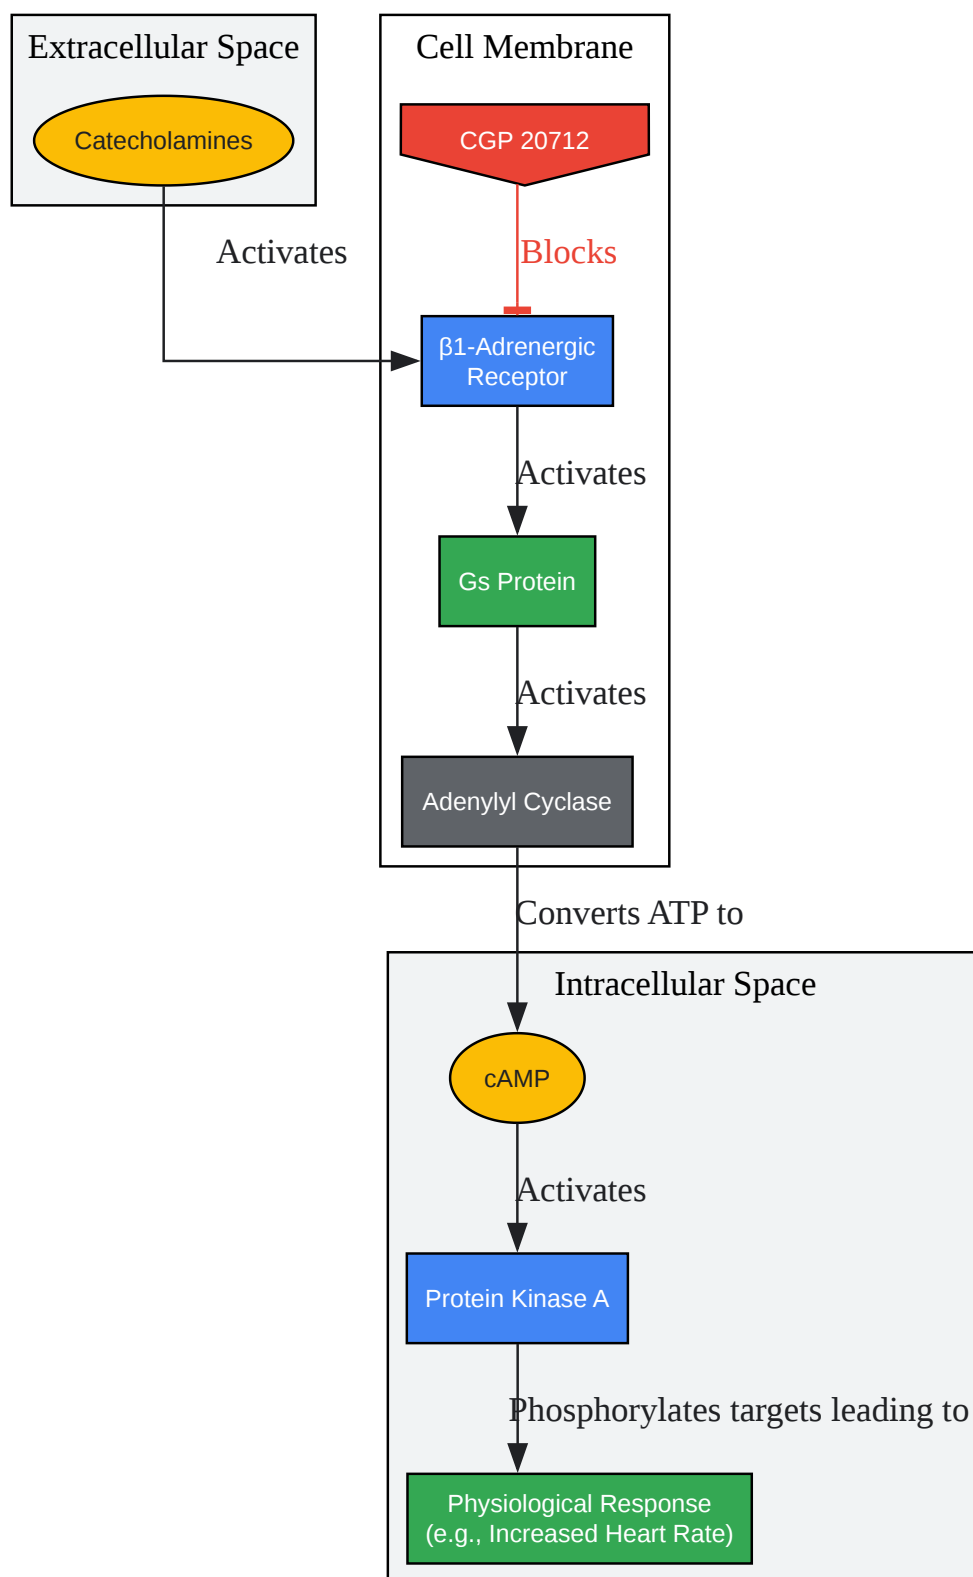 Extracellular Space
Cell Membrane
Catecholamines
CGP 20712
Activates
Blocks
β1-Adrenergic
Receptor
Activates
Gs Protein
Activates
Adenylyl Cyclase
Converts ATP to
Intracellular Space
cAMP
Activates
Protein Kinase A
Phosphorylates targets leading to
Physiological Response
(e.g., Increased Heart Rate)